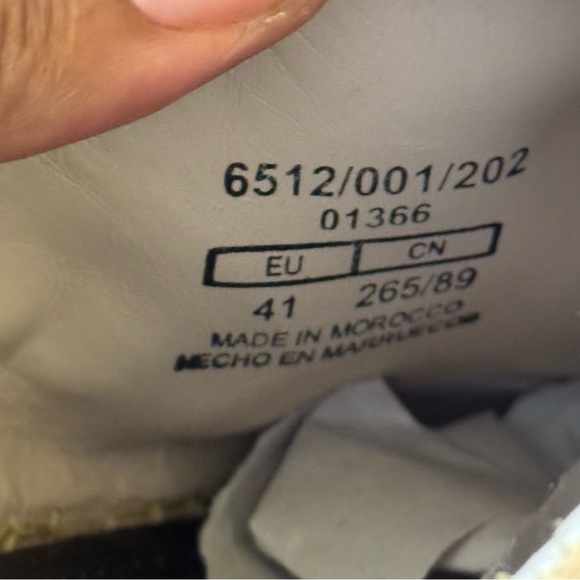 6512/001/202
01366
EU CN
41 265/89
MADE IN MOROCCO
HECHO EN MARRUECOS